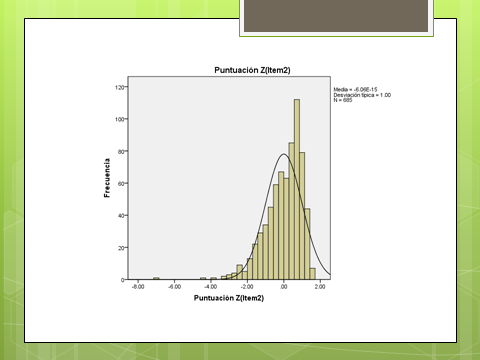 Puntuación Z(Item2)
Media = -6.06E-15
Desviación típica = 1.00
N = 685
Frecuencia
120
100
80
60
40
20
0
-8.00 -6.00 -4.00 -2.00 .00 2.00
Puntuación Z(Item2)